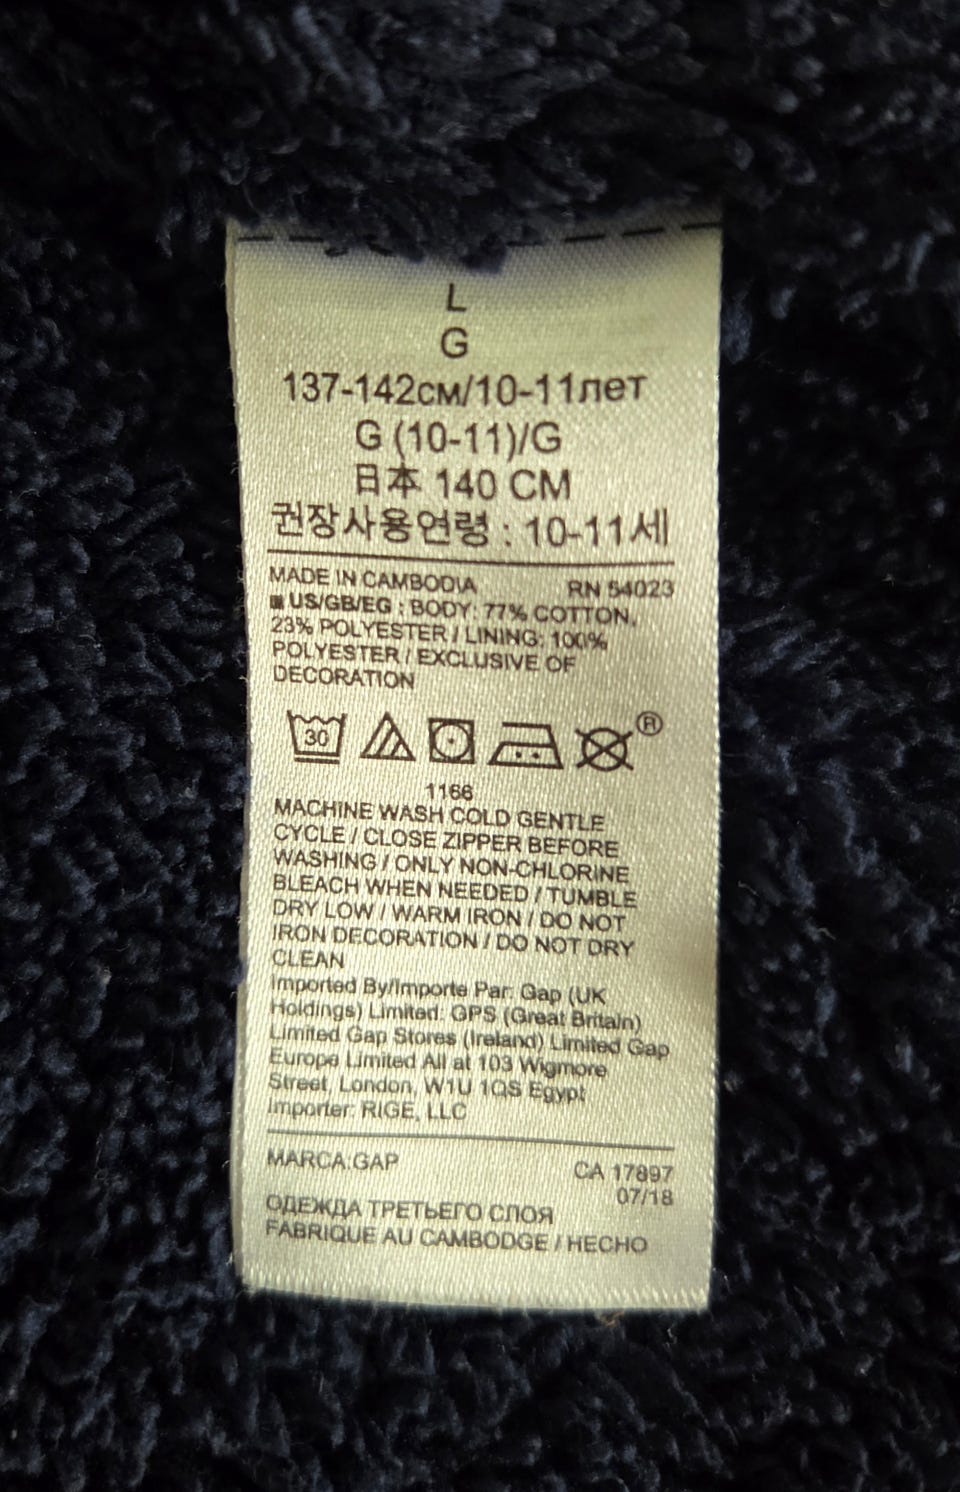 L
G
137-142см/10-11лет
G (10-11)/G
日本 140 CM
권장사용연령 : 10-11세
MADE IN CAMBODIA RN 54023
■ US/GB/EG : BODY: 77% COTTON,
23% POLYESTER / LINING: 100%
POLYESTER / EXCLUSIVE OF
DECORATION
30
®
1166
MACHINE WASH COLD GENTLE
CYCLE / CLOSE ZIPPER BEFORE
WASHING / ONLY NON-CHLORINE
BLEACH WHEN NEEDED / TUMBLE
DRY LOW / WARM IRON / DO NOT
IRON DECORATION / DO NOT DRY
CLEAN
Imported By/Importe Par: Gap (UK
Holdings) Limited: GPS (Great Britain)
Limited Gap Stores (Ireland) Limited Gap
Europe Limited All at 103 Wigmore
Street, London, W1U 1QS Egypt
Importer: RIGE, LLC
MARCA:GAP CA 17897
07/18
ОДЕЖДА ТРЕТЬЕГО СЛОЯ
FABRIQUE AU CAMBODGE / HECHO